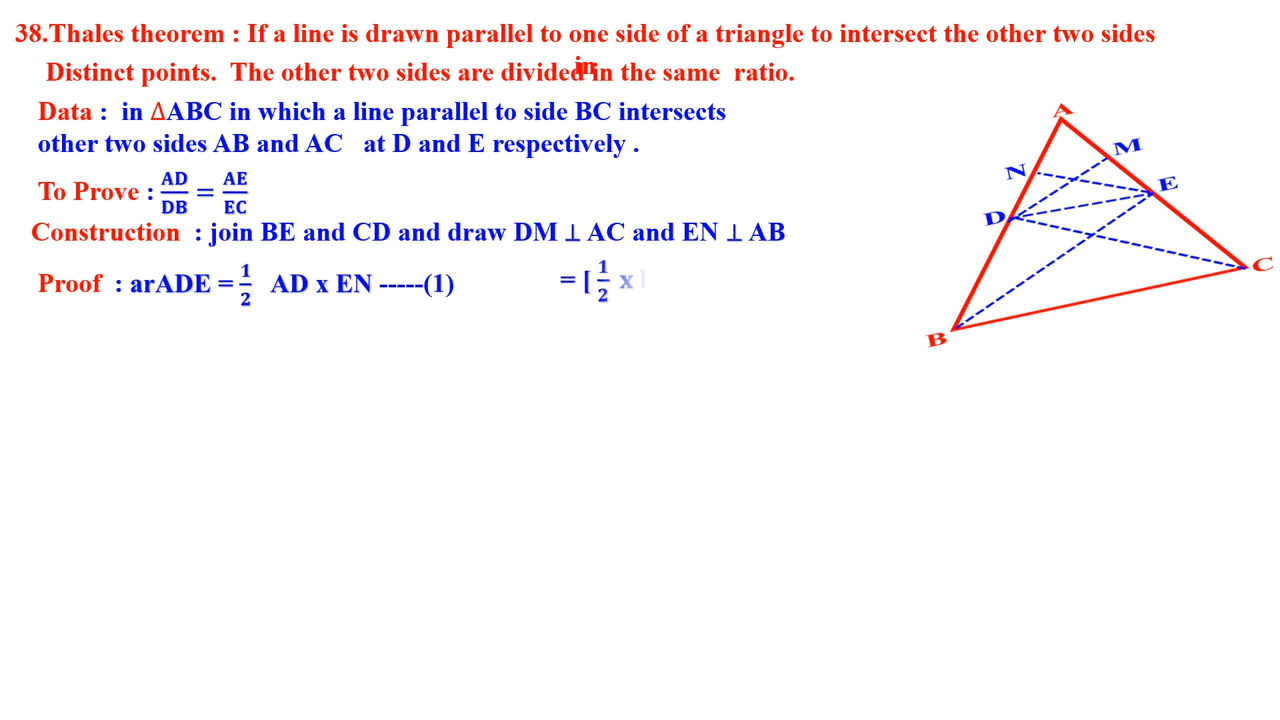 38.Thales theorem : If a line is drawn parallel to one side of a triangle to intersect the other two sides
in
Distinct points. The other two sides are divided in the same ratio.
Data : in ΔABC in which a line parallel to side BC intersects
other two sides AB and AC at D and E respectively .
To Prove : AD/DB = AE/EC
Construction : join BE and CD and draw DM ⊥ AC and EN ⊥ AB
Proof : arADE = 1/2 AD x EN -----(1) = [ 1/2 x
A
M
N
E
D
C
B